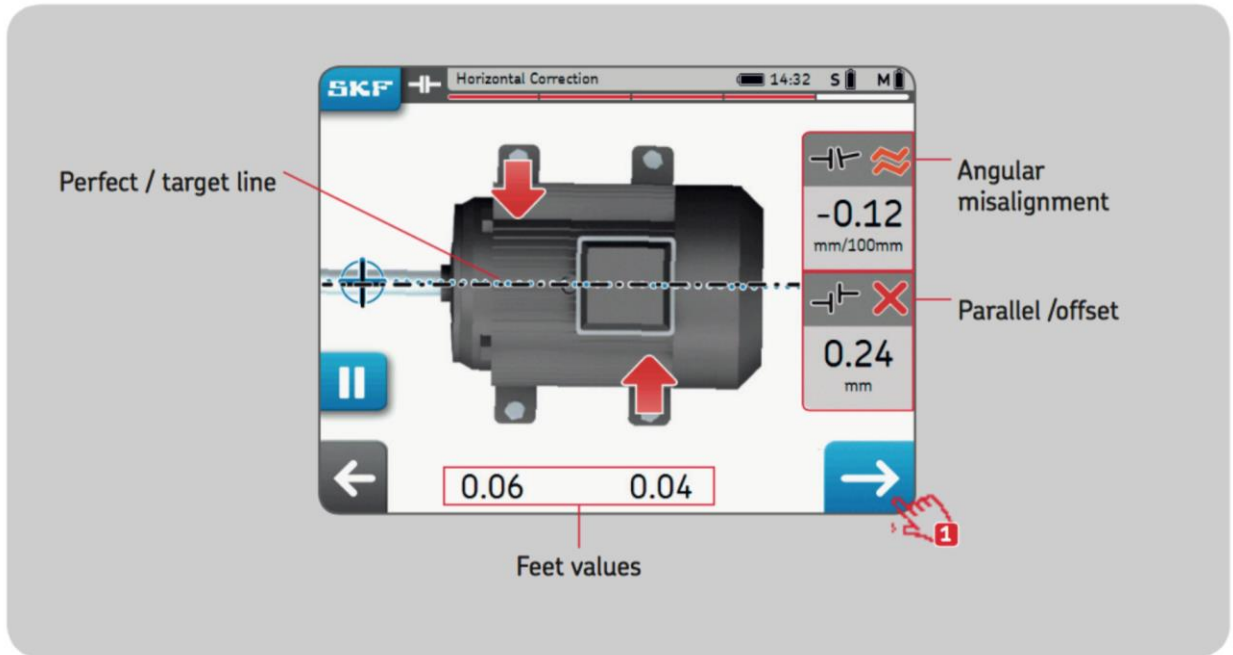 SKF
Horizontal Correction 14:32 S M
Perfect / target line
Angular
misalignment
-0.12
mm/100mm
Parallel /offset
0.24
mm
0.06 0.04
1
Feet values